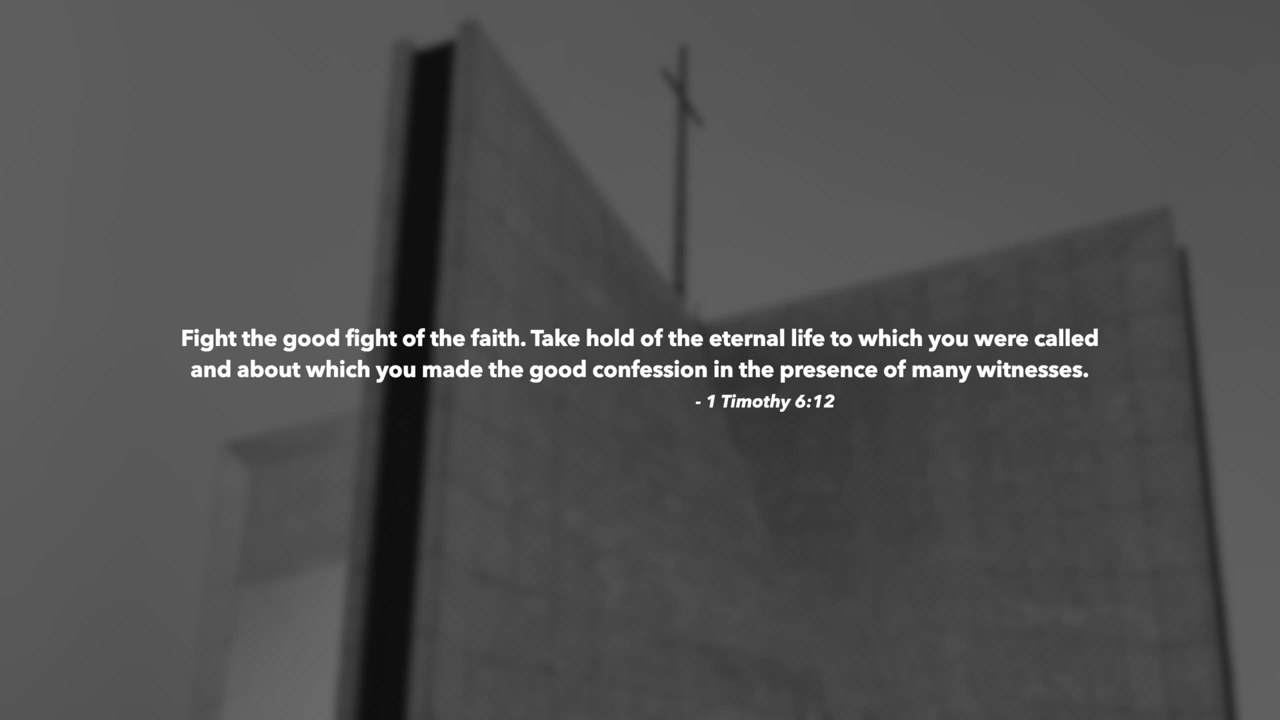 Fight the good fight of the faith. Take hold of the eternal life to which you were called
and about which you made the good confession in the presence of many witnesses.
- 1 Timothy 6:12